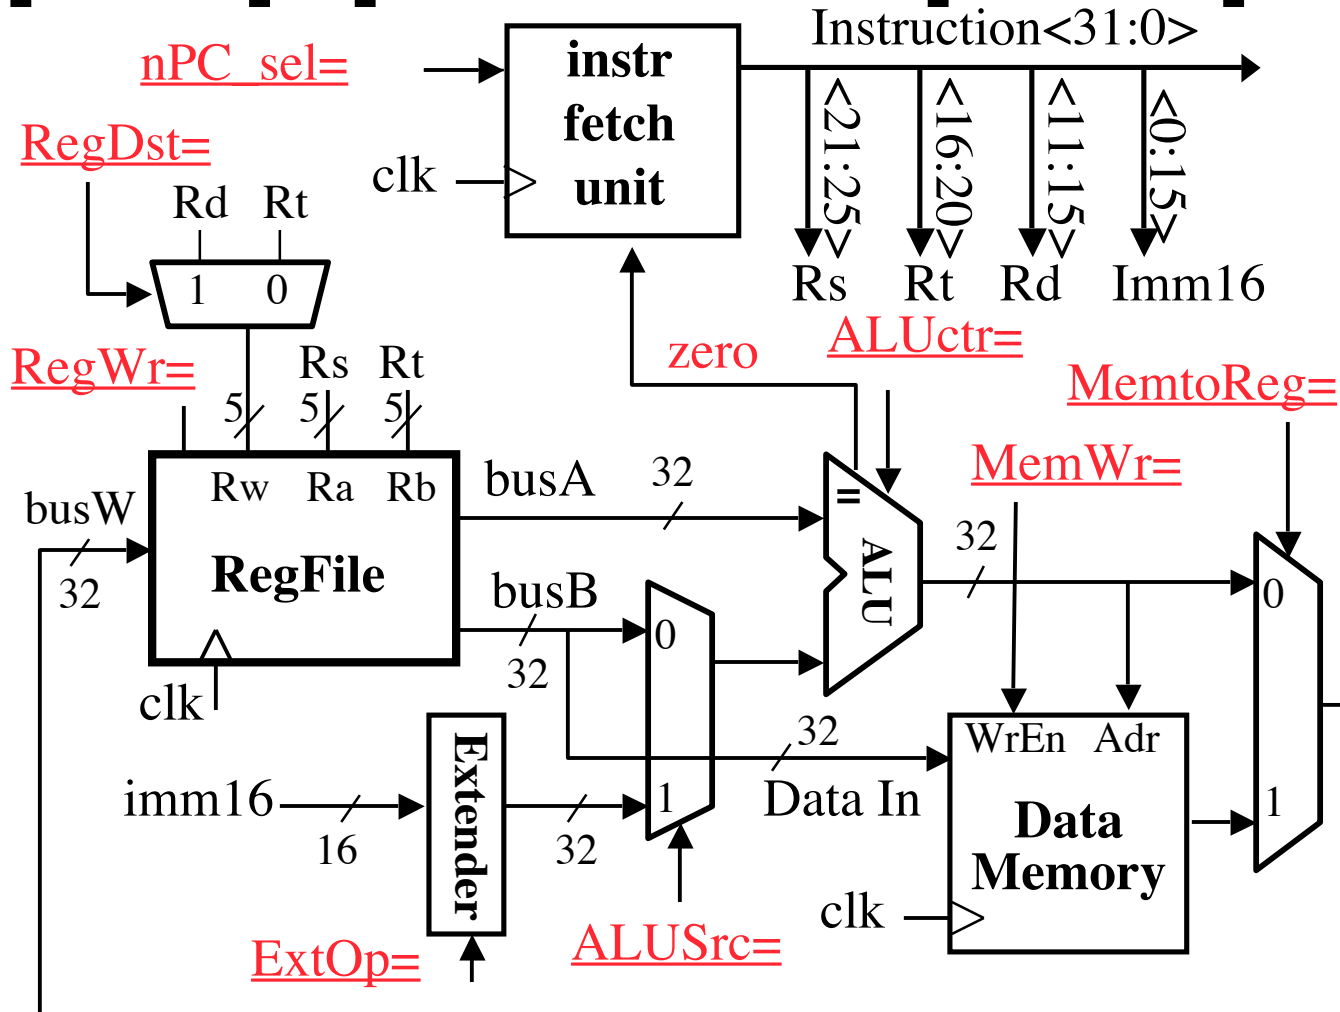 Instruction<31:0>
nPC_sel=
instr
fetch
unit
clk
<21:25>
<16:20>
<11:15>
<0:15>
Rs
Rt
Rd
Imm16
RegDst=
Rd
Rt
1
0
zero
ALUctr=
RegWr=
Rs
Rt
5
5
5
MemtoReg=
MemWr=
busW
32
Rw
Ra
Rb
RegFile
clk
busA
32
busB
32
=
ALU
32
0
1
0
1
imm16
16
Extender
32
32
Data In
WrEn
Adr
Data
Memory
clk
ExtOp=
ALUSrc=